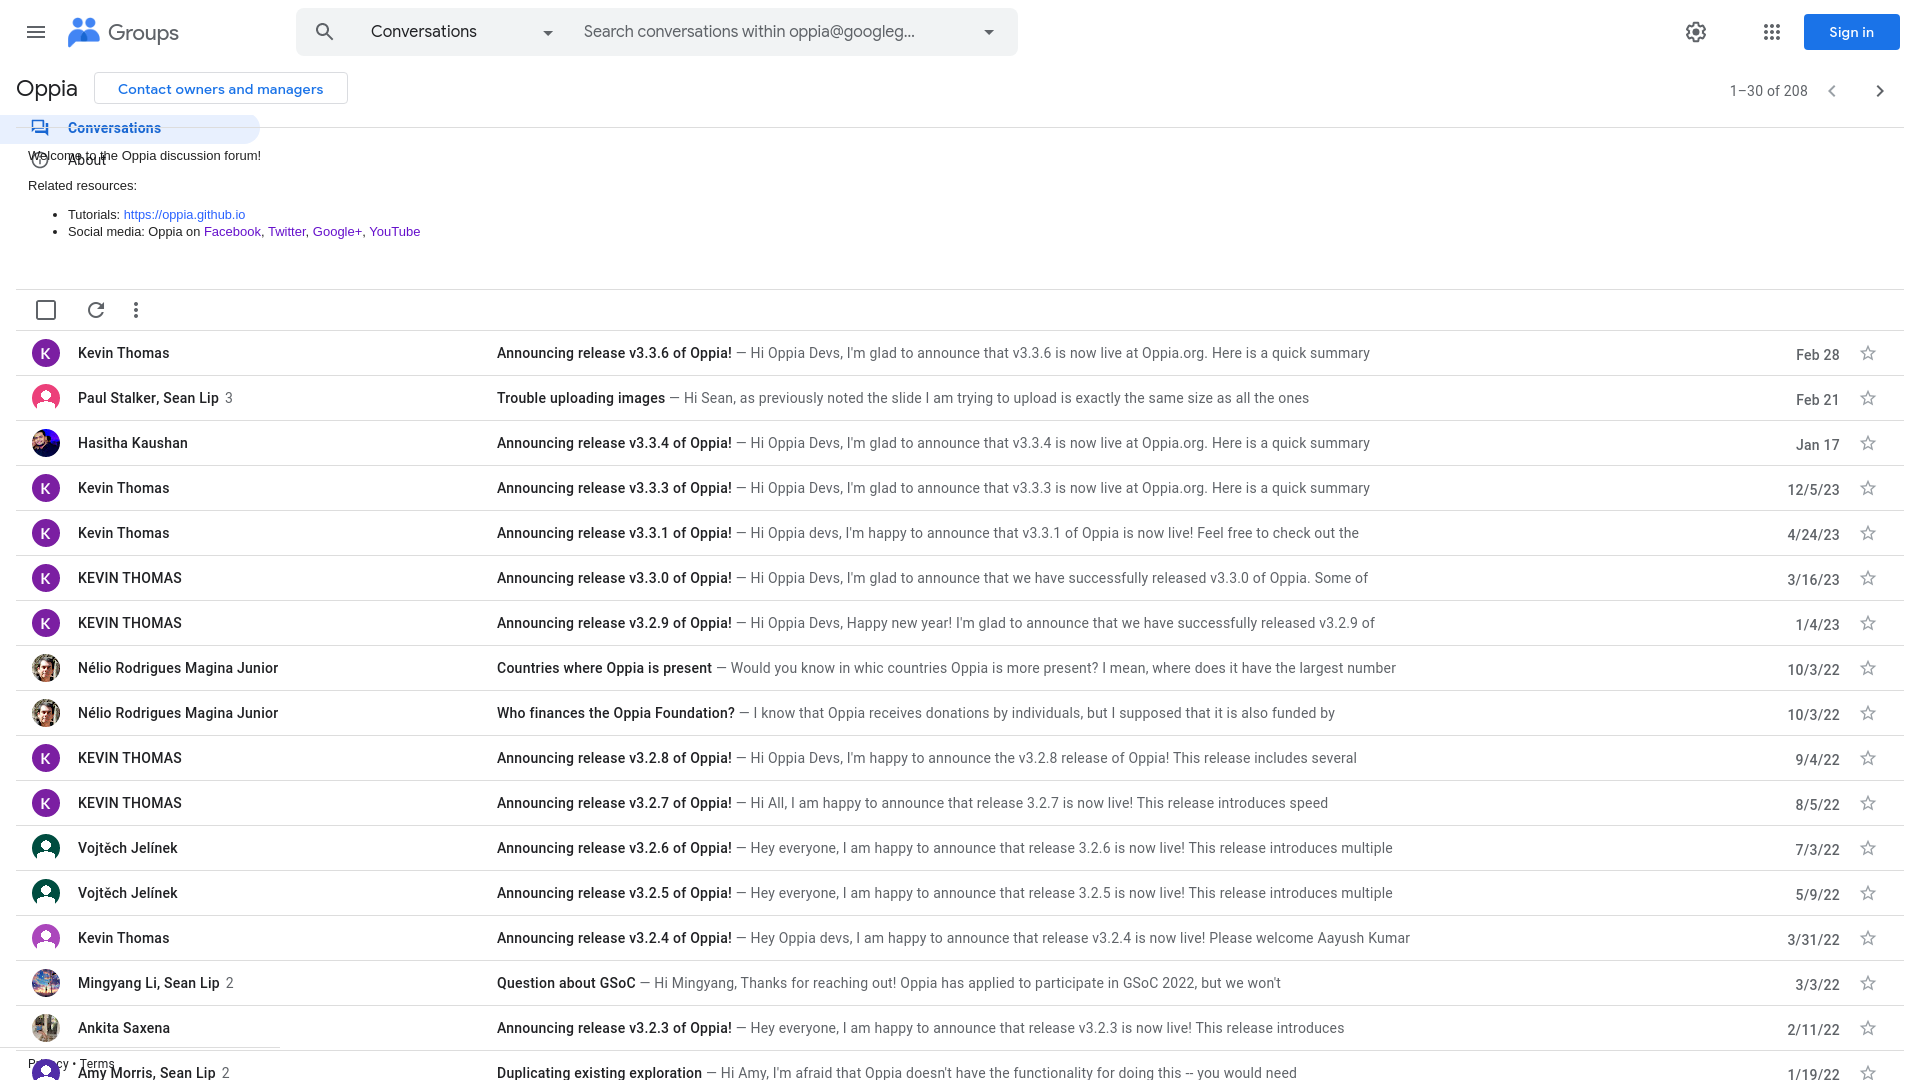 Groups
Conversations
Search conversations within oppia@googleg...
Sign in
Oppia
Contact owners and managers
1–30 of 208
Conversations
About
Welcome to the Oppia discussion forum!
Related resources:
Tutorials: https://oppia.github.io
Social media: Oppia on Facebook, Twitter, Google+, YouTube
K Kevin Thomas Announcing release v3.3.6 of Oppia! — Hi Oppia Devs, I'm glad to announce that v3.3.6 is now live at Oppia.org. Here is a quick summary Feb 28
Paul Stalker, Sean Lip 3 Trouble uploading images — Hi Sean, as previously noted the slide I am trying to upload is exactly the same size as all the ones Feb 21
Hasitha Kaushan Announcing release v3.3.4 of Oppia! — Hi Oppia Devs, I'm glad to announce that v3.3.4 is now live at Oppia.org. Here is a quick summary Jan 17
K Kevin Thomas Announcing release v3.3.3 of Oppia! — Hi Oppia Devs, I'm glad to announce that v3.3.3 is now live at Oppia.org. Here is a quick summary 12/5/23
K Kevin Thomas Announcing release v3.3.1 of Oppia! — Hi Oppia devs, I'm happy to announce that v3.3.1 of Oppia is now live! Feel free to check out the 4/24/23
K KEVIN THOMAS Announcing release v3.3.0 of Oppia! — Hi Oppia Devs, I'm glad to announce that we have successfully released v3.3.0 of Oppia. Some of 3/16/23
K KEVIN THOMAS Announcing release v3.2.9 of Oppia! — Hi Oppia Devs, Happy new year! I'm glad to announce that we have successfully released v3.2.9 of 1/4/23
Nélio Rodrigues Magina Junior Countries where Oppia is present — Would you know in whic countries Oppia is more present? I mean, where does it have the largest number 10/3/22
Nélio Rodrigues Magina Junior Who finances the Oppia Foundation? — I know that Oppia receives donations by individuals, but I supposed that it is also funded by 10/3/22
K KEVIN THOMAS Announcing release v3.2.8 of Oppia! — Hi Oppia Devs, I'm happy to announce the v3.2.8 release of Oppia! This release includes several 9/4/22
K KEVIN THOMAS Announcing release v3.2.7 of Oppia! — Hi All, I am happy to announce that release 3.2.7 is now live! This release introduces speed 8/5/22
Vojtěch Jelínek Announcing release v3.2.6 of Oppia! — Hey everyone, I am happy to announce that release 3.2.6 is now live! This release introduces multiple 7/3/22
Vojtěch Jelínek Announcing release v3.2.5 of Oppia! — Hey everyone, I am happy to announce that release 3.2.5 is now live! This release introduces multiple 5/9/22
Kevin Thomas Announcing release v3.2.4 of Oppia! — Hey Oppia devs, I am happy to announce that release v3.2.4 is now live! Please welcome Aayush Kumar 3/31/22
Mingyang Li, Sean Lip 2 Question about GSoC — Hi Mingyang, Thanks for reaching out! Oppia has applied to participate in GSoC 2022, but we won't 3/3/22
Ankita Saxena Announcing release v3.2.3 of Oppia! — Hey everyone, I am happy to announce that release v3.2.3 is now live! This release introduces 2/11/22
Privacy • Terms
Amy Morris, Sean Lip 2 Duplicating existing exploration — Hi Amy, I'm afraid that Oppia doesn't have the functionality for doing this -- you would need 1/19/22